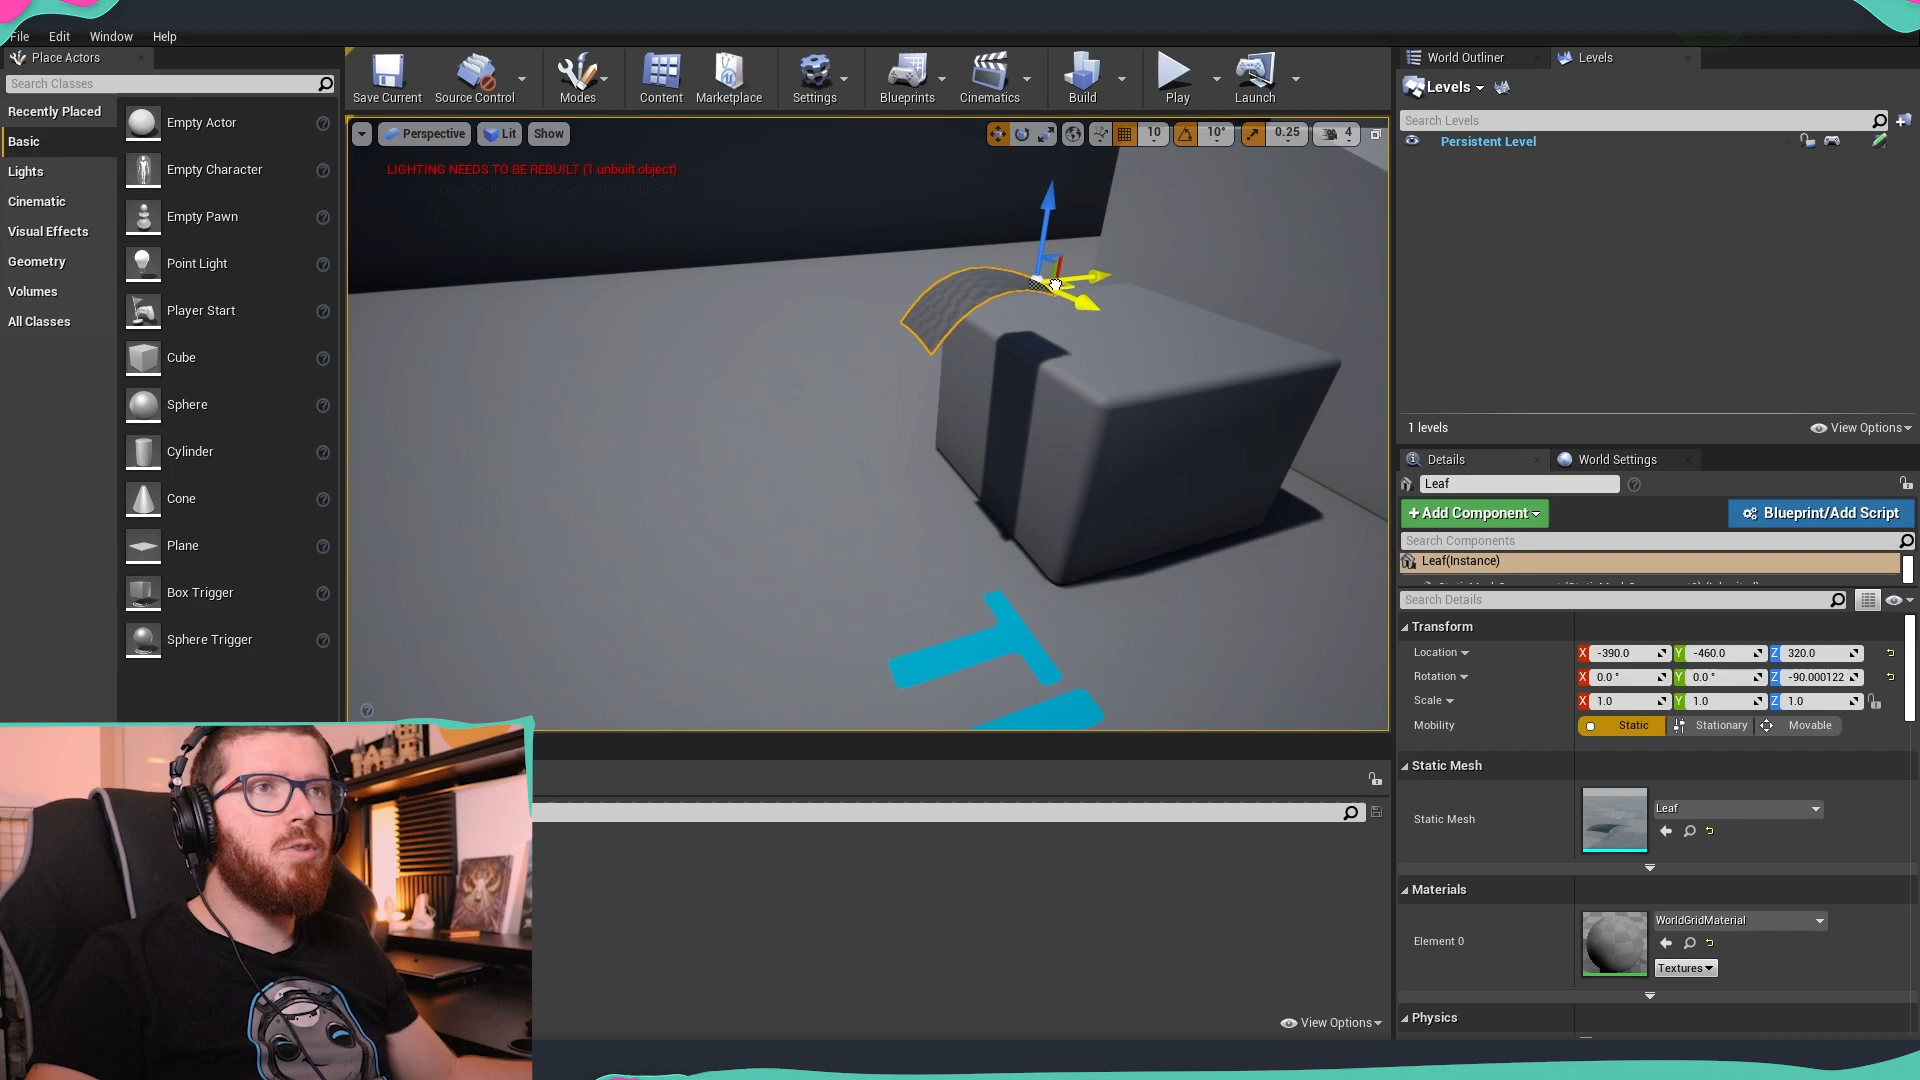 File Edit Window Help
Place Actors
Search Classes
Recently Placed
Basic
Lights
Cinematic
Visual Effects
Geometry
Volumes
All Classes
Empty Actor
Empty Character
Empty Pawn
Point Light
Player Start
Cube
Sphere
Cylinder
Cone
Plane
Box Trigger
Sphere Trigger
Save Current Source Control Modes Content Marketplace Settings Blueprints Cinematics Build Play Launch
Perspective Lit Show 10 10° 0.25 4
LIGHTING NEEDS TO BE REBUILT (1 unbuilt object)
View Options
World Outliner Levels
Levels
Search Levels
Persistent Level
1 levels View Options
Details World Settings
Leaf
+ Add Component Blueprint/Add Script
Search Components
Leaf(Instance)
Search Details
Transform
Location X -390.0 Y -460.0 Z 320.0
Rotation X 0.0 ° Y 0.0 ° Z -90.000122
Scale X 1.0 Y 1.0 Z 1.0
Mobility Static Stationary Movable
Static Mesh
Static Mesh Leaf
Materials
Element 0 WorldGridMaterial
Textures
Physics